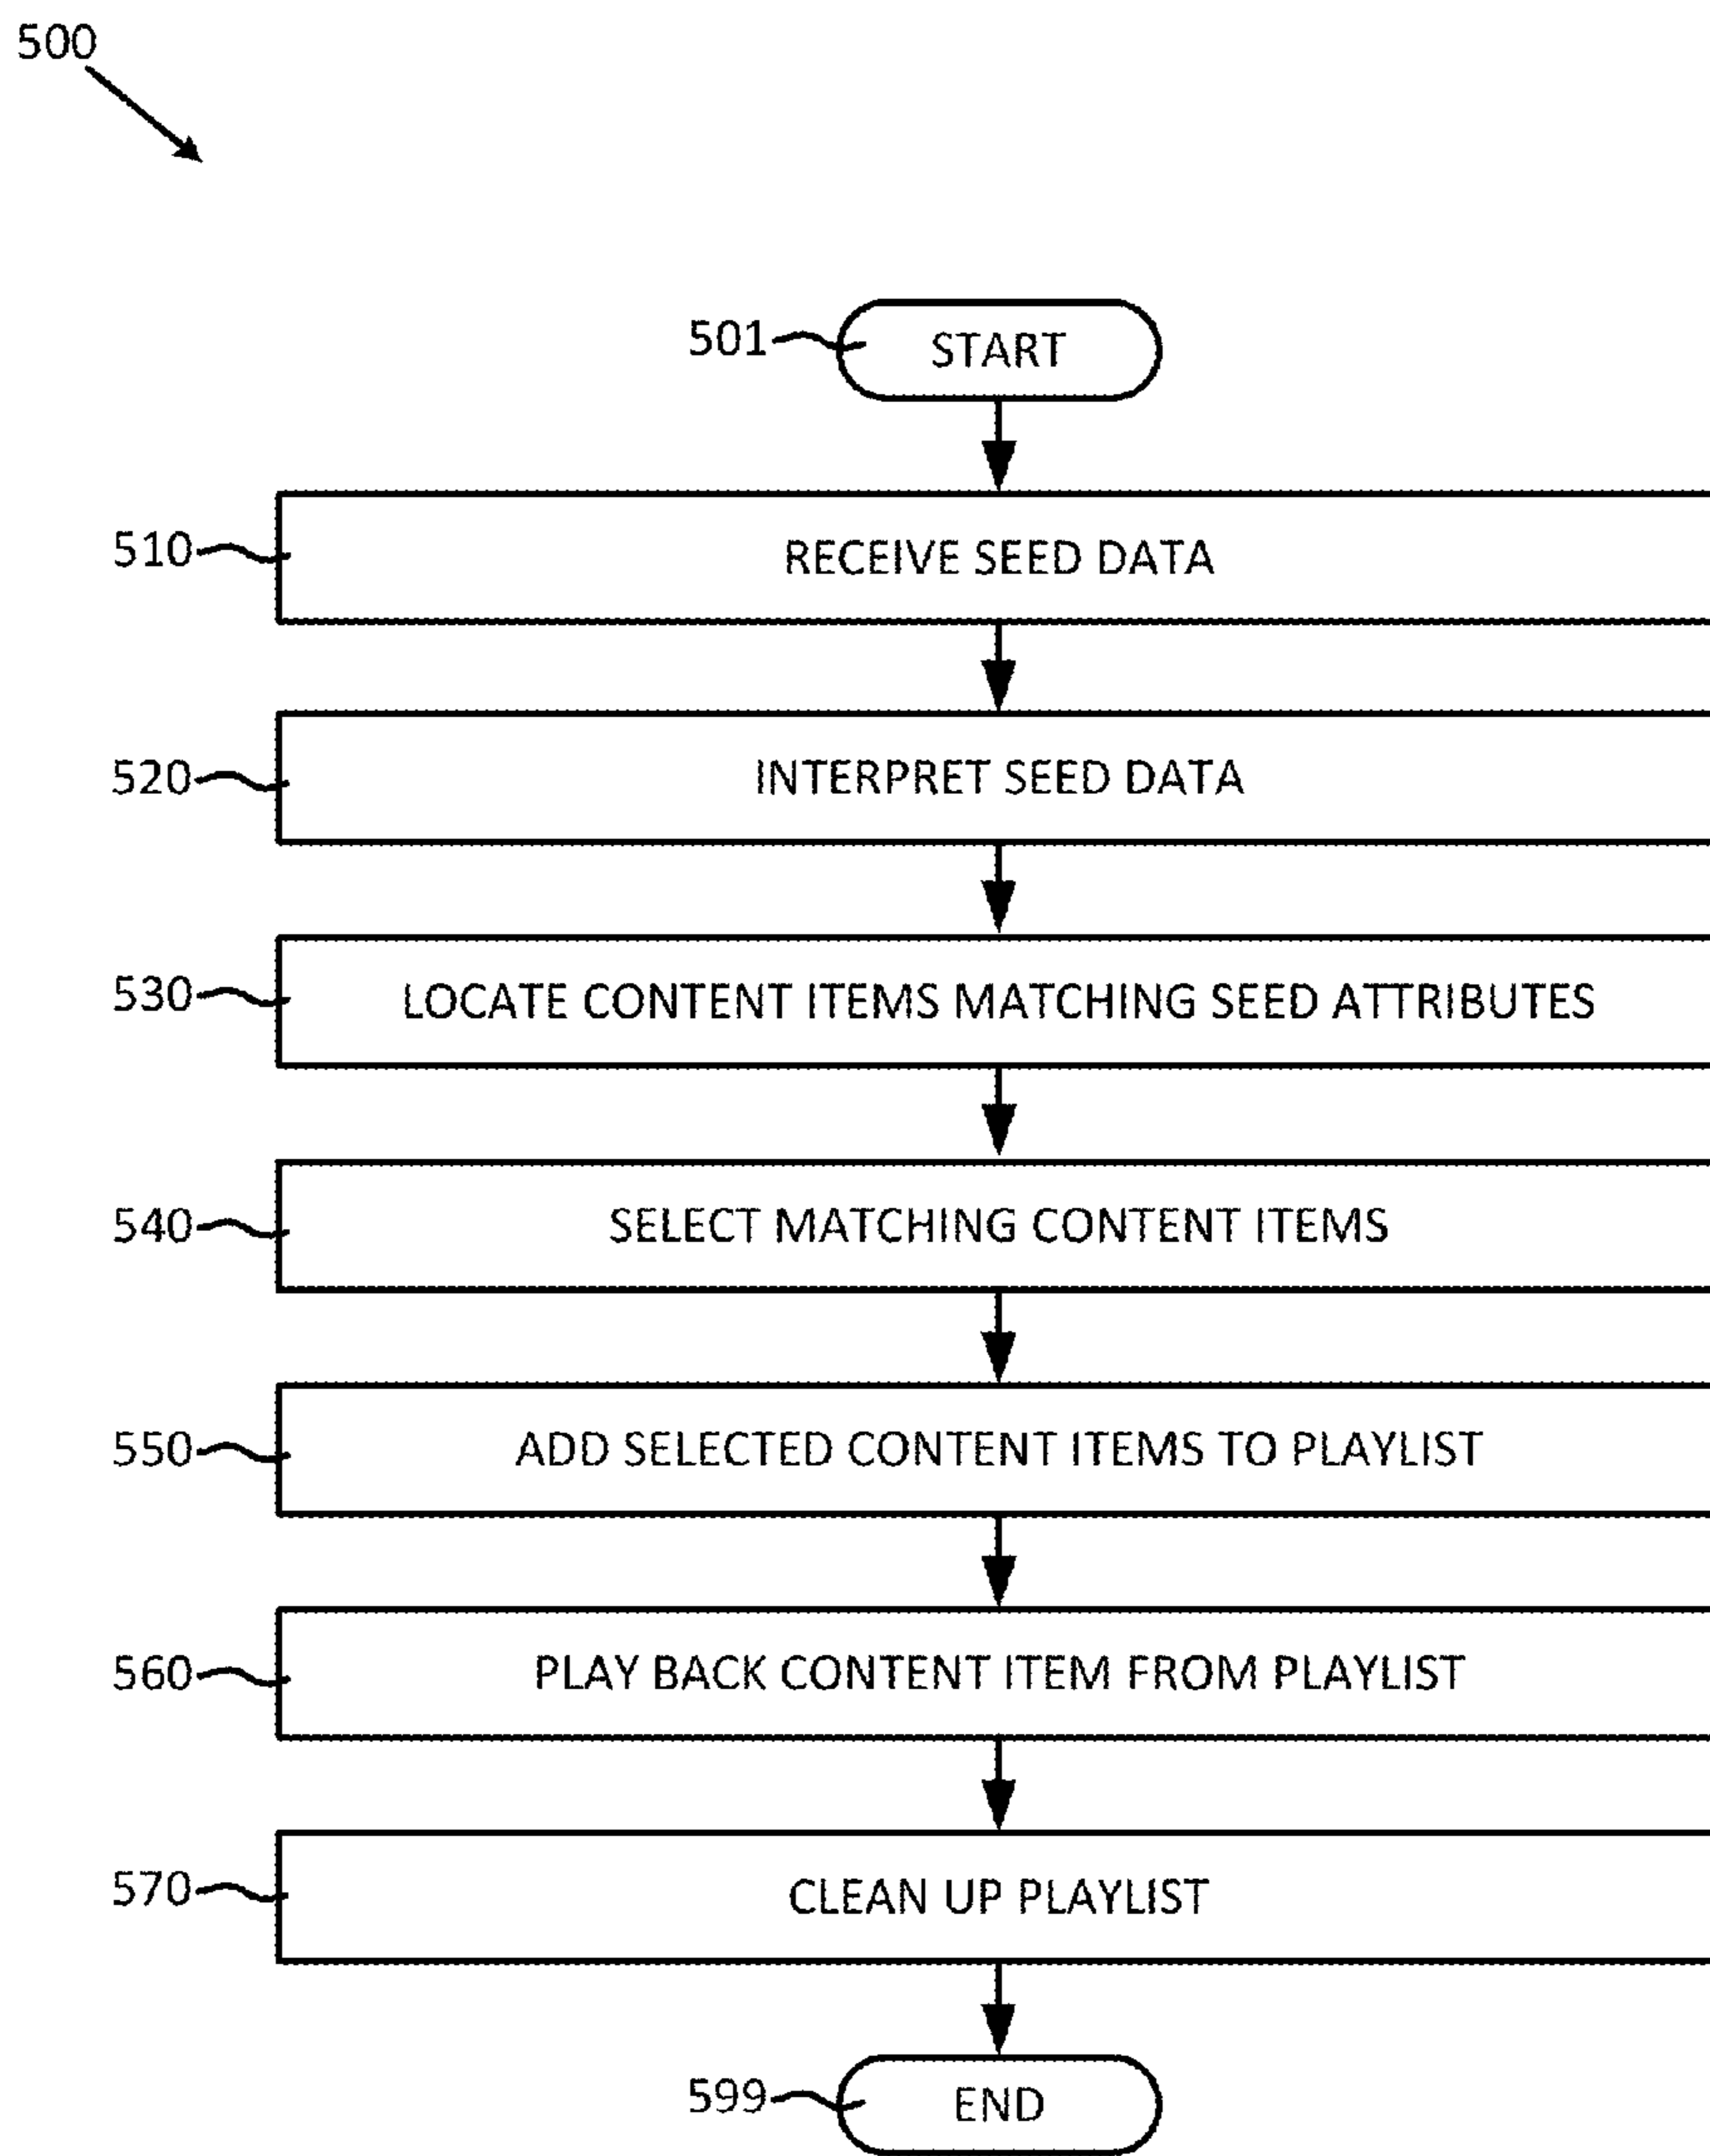 500
501 START
510 RECEIVE SEED DATA
520 INTERPRET SEED DATA
530 LOCATE CONTENT ITEMS MATCHING SEED ATTRIBUTES
540 SELECT MATCHING CONTENT ITEMS
550 ADD SELECTED CONTENT ITEMS TO PLAYLIST
560 PLAY BACK CONTENT ITEM FROM PLAYLIST
570 CLEAN UP PLAYLIST
599 END